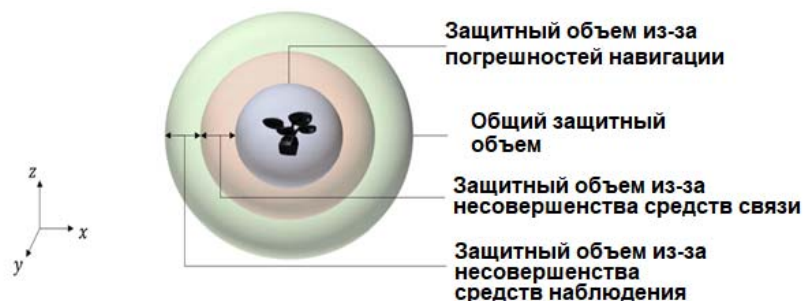 Защитный объем из-за
погрешностей навигации
Общий защитный
объем
Защитный объем из-за
несовершенства средств связи
Защитный объем из-за
несовершенства
средств наблюдения
z
x
y